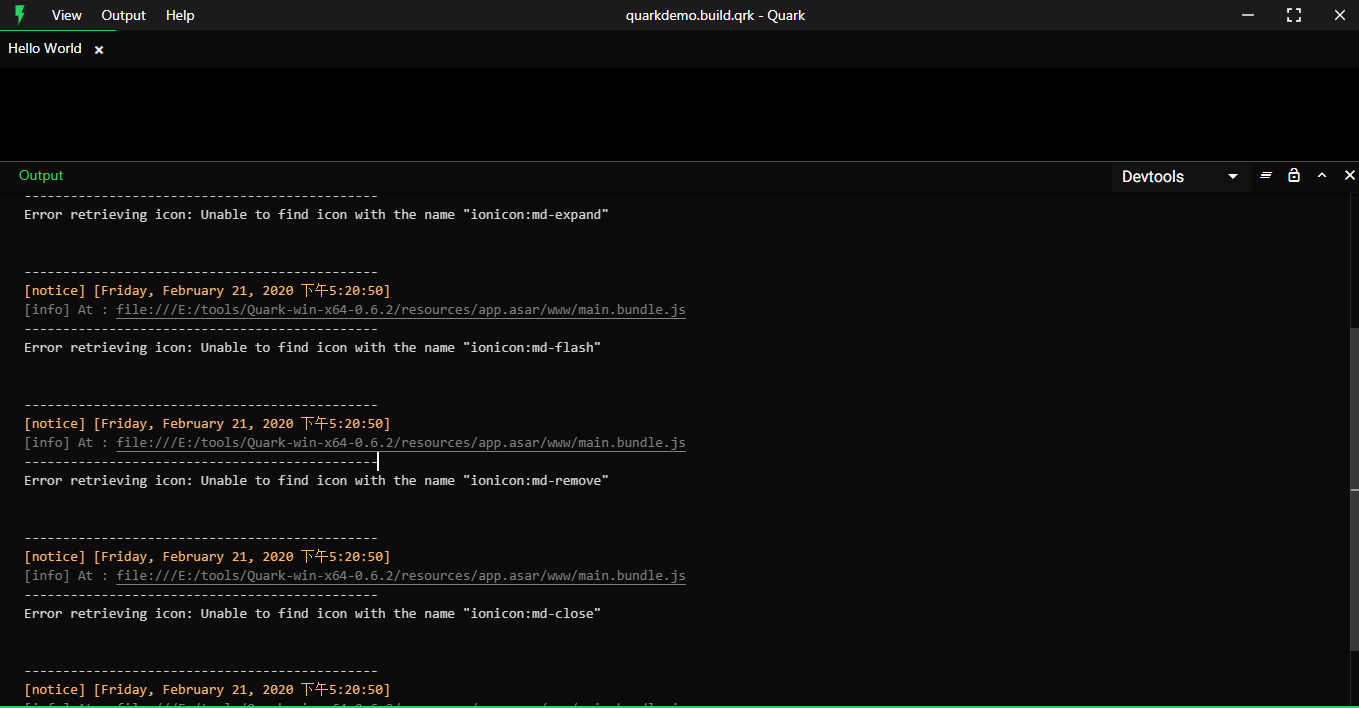 View Output Help quarkdemo.build.qrk - Quark
Hello World
Output Devtools
----------------------------------------------
Error retrieving icon: Unable to find icon with the name "ionicon:md-expand"
----------------------------------------------
[notice] [Friday, February 21, 2020 下午5:20:50]
[info] At : file:///E:/tools/Quark-win-x64-0.6.2/resources/app.asar/www/main.bundle.js
----------------------------------------------
Error retrieving icon: Unable to find icon with the name "ionicon:md-flash"
----------------------------------------------
[notice] [Friday, February 21, 2020 下午5:20:50]
[info] At : file:///E:/tools/Quark-win-x64-0.6.2/resources/app.asar/www/main.bundle.js
----------------------------------------------
Error retrieving icon: Unable to find icon with the name "ionicon:md-remove"
----------------------------------------------
[notice] [Friday, February 21, 2020 下午5:20:50]
[info] At : file:///E:/tools/Quark-win-x64-0.6.2/resources/app.asar/www/main.bundle.js
----------------------------------------------
Error retrieving icon: Unable to find icon with the name "ionicon:md-close"
----------------------------------------------
[notice] [Friday, February 21, 2020 下午5:20:50]